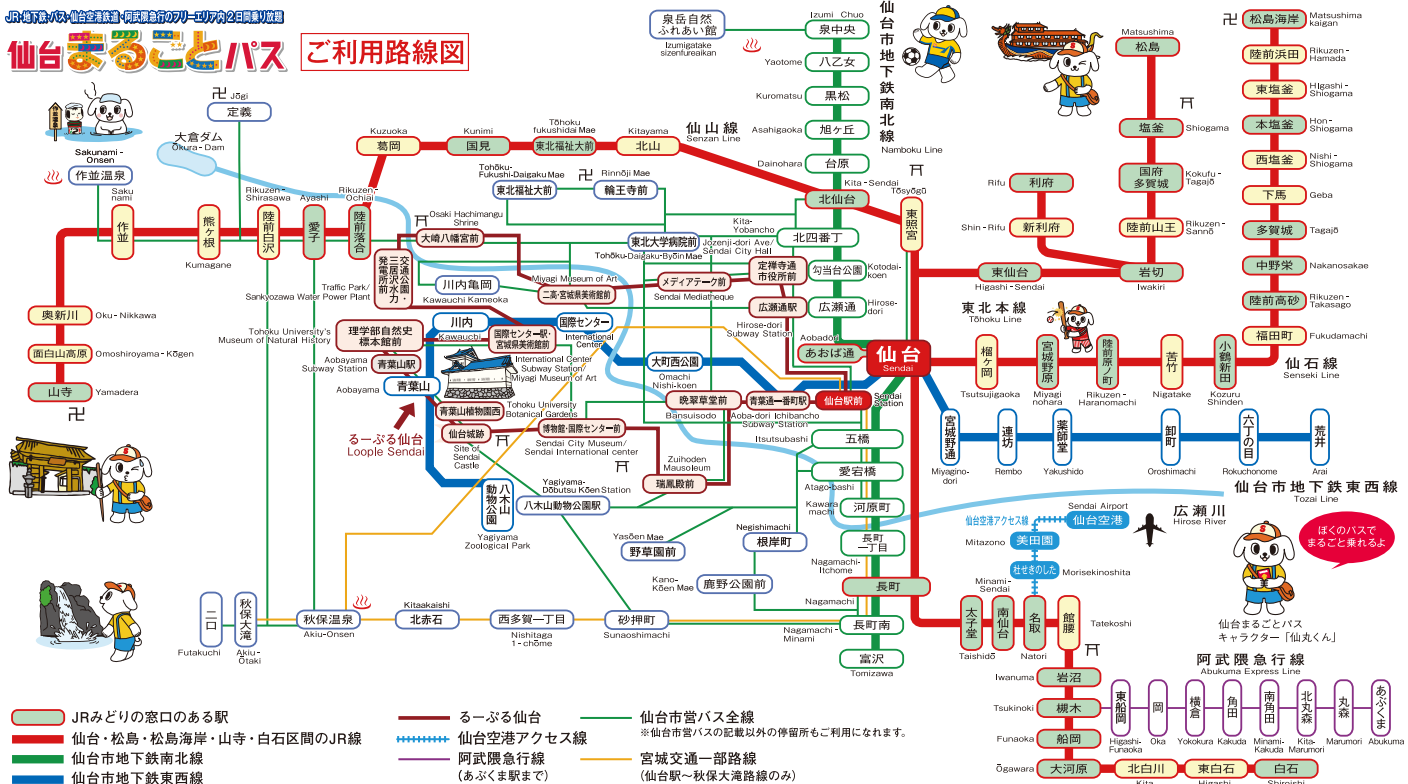 JR・地下鉄・バス・仙台空港鉄道・阿武隈急行のフリーエリア内2日間乗り放題
仙台まるごとパス
ご利用路線図
泉岳自然
ふれあい館
Izumigatake
sizenfureaikan
卍 Jōgi
定義
大倉ダム
Ōkura-Dam
Sakunami-
Onsen
作並温泉
仙台市地下鉄南北線
Namboku Line
Izumi Chuo
泉中央
Yaotome
八乙女
Kuromatsu
黒松
Asahigaoka
旭ヶ丘
Dainohara
台原
Kita-Sendai
北仙台
Kita-
Yobancho
北四番丁
勾当台公園
Kotodai-
koen
広瀬通
Hirose-
dori
Aobadōri
あおば通
仙台
Sendai
Itsutsubashi
五橋
愛宕橋
Atago-bashi
河原町
Kawara
machi
長町
一丁目
Nagamachi-
Itchome
長町
Nagamachi
長町南
Nagamachi-
Minami
富沢
Tomizawa
仙山線
Senzan Line
Tōsyōgū
東照宮
Kitayama
北山
Tōhoku
fukushidai Mae
東北福祉大前
Kunimi
国見
Kuzuoka
葛岡
Rikuzen-
Ochiai
陸前落合
Ayashi
愛子
Rikuzen-
Shirasawa
陸前白沢
熊ヶ根
Kumagane
Saku
nami
作並
奥新川
Oku-Nikkawa
面白山高原
Omoshiroyama-Kōgen
山寺
Yamadera
卍
Tohōku-
Fukushi-Daigaku Mae
東北福祉大前
卍
Rinnōji Mae
輪王寺前
東北大学病院前
Tohōku-Daigaku-Byōin Mae
Osaki Hachimangu
Shrine
大崎八幡宮前
交通公園・
三居沢水力
発電所前
Traffic Park/
Sankyozawa Water Power Plant
川内亀岡
Kawauchi Kameoka
Miyagi Museum of Art
二高・宮城県美術館前
メディアテーク前
Sendai Mediatheque
Jozenji-dori Ave/
Sendai City Hall
定禅寺通
市役所前
広瀬通駅
Hirose-dori
Subway Station
理学部自然史
標本館前
Tohoku University's
Museum of Natural History
川内
Kawauchi
国際センター
International
Center
国際センター駅・
宮城県美術館前
International Center
Subway Station/
Miyagi Museum of Art
青葉山駅
Aobayama
Subway Station
青葉山
Aobayama
青葉山植物園西
Tohoku University
Botanical Gardens
るーぷる仙台
Loople Sendai
仙台城跡
Site of
Sendai
Castle
博物館・国際センター前
Sendai City Museum/
Sendai International center
大町西公園
Omachi
Nishi-koen
晩翠草堂前
Bansuisodo
青葉通一番町駅
Aoba-dori Ichibancho
Subway Station
仙台駅前
Sendai
Station
Zuihoden
Mausoleum
瑞鳳殿前
八木山
動物公園
Yagiyama
Zoological Park
Yagiyama-
Dōbutsu Kōen Station
八木山動物公園駅
Yasōen Mae
野草園前
Negishimachi
根岸町
Kano-
Kōen Mae
鹿野公園前
二口
Futakuchi
秋保大滝
Akiu-
Ōtaki
秋保温泉
Akiu-Onsen
Kitaakaishi
北赤石
西多賀一丁目
Nishitaga
1-chōme
砂押町
Sunaoshimachi
Matsushima
松島
塩釜
Shiogama
国府
多賀城
Kokufu-
Tagajō
陸前山王
Rikuzen-
Sannō
岩切
Iwakiri
Rifu
利府
Shin-Rifu
新利府
東仙台
Higashi-Sendai
東北本線
Tōhoku Line
卍
松島海岸
Matsushima
kaigan
陸前浜田
Rikuzen-
Hamada
東塩釜
Higashi-
Shiogama
本塩釜
Hon-
Shiogama
西塩釜
Nishi-
Shiogama
下馬
Geba
多賀城
Tagajō
中野栄
Nakanosakae
陸前高砂
Rikuzen-
Takasago
福田町
Fukudamachi
仙石線
Senseki Line
榴ヶ岡
Tsutsujigaoka
宮城野原
Miyagi
nohara
陸前原ノ町
Rikuzen-
Haranomachi
苦竹
Nigatake
小鶴新田
Kozuru
Shinden
宮城野通
Miyagino-
dori
連坊
Rembo
薬師堂
Yakushido
卸町
Oroshimachi
六丁の目
Rokuchonome
荒井
Arai
仙台市地下鉄東西線
Tozai Line
広瀬川
Hirose River
仙台空港アクセス線
Sendai Airport
仙台空港
Mitazono
美田園
杜せきのした
Morisekinoshita
ぼくのパスで
まるごと乗れるよ
仙台まるごとパス
キャラクター「仙丸くん」
太子堂
Taishidō
Minami-
Sendai
南仙台
名取
Natori
館腰
Tatekoshi
Iwanuma
岩沼
Tsukinoki
槻木
Funaoka
船岡
Ōgawara
大河原
北白川
Kita
東白石
Higashi
白石
Shiroishi
阿武隈急行線
Abukuma Express Line
東船岡
Higashi-
Funaoka
岡
Oka
横倉
Yokokura
角田
Kakuda
南角田
Minami-
Kakuda
北丸森
Kita-
Marumori
丸森
Marumori
あぶくま
Abukuma
JRみどりの窓口のある駅
仙台・松島・松島海岸・山寺・白石区間のJR線
仙台市地下鉄南北線
仙台市地下鉄東西線
るーぷる仙台
仙台空港アクセス線
阿武隈急行線
(あぶくま駅まで)
仙台市営バス全線
※仙台市営バスの記載以外の停留所もご利用になれます。
宮城交通一部路線
(仙台駅〜秋保大滝路線のみ)